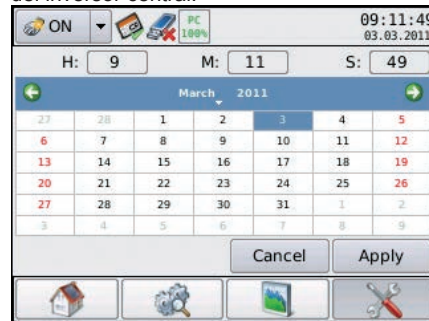 ON PC 100% 09:11:49
03.03.2011
H: 9 M: 11 S: 49
March 2011
27 28 1 2 3 4 5
6 7 8 9 10 11 12
13 14 15 16 17 18 19
20 21 22 23 24 25 26
27 28 29 30 31 1 2
3 4 5 6 7 8 9
Cancel Apply